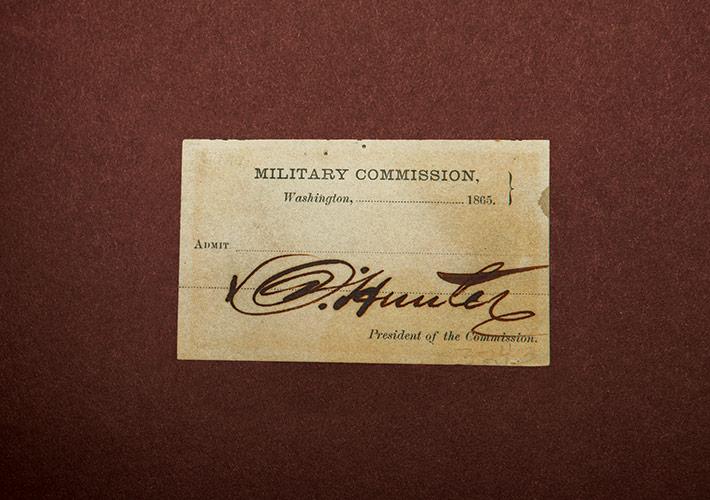 MILITARY COMMISSION,
Washington, .......................... 1865. }
ADMIT
D. Hunter
President of the Commission.